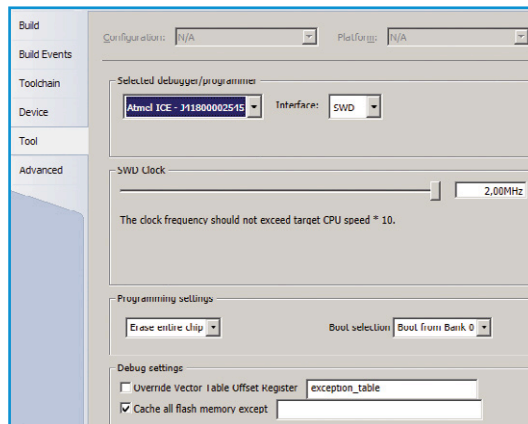 Build
Build Events
Toolchain
Device
Tool
Advanced
Configuration: N/A Platform: N/A
Selected debugger/programmer
Atmel ICE - J41800002545 Interface: SWD
SWD Clock
2,00MHz
The clock frequency should not exceed target CPU speed * 10.
Programming settings
Erase entire chip Boot selection Boot from Bank 0
Debug settings
Override Vector Table Offset Register exception_table
Cache all flash memory except